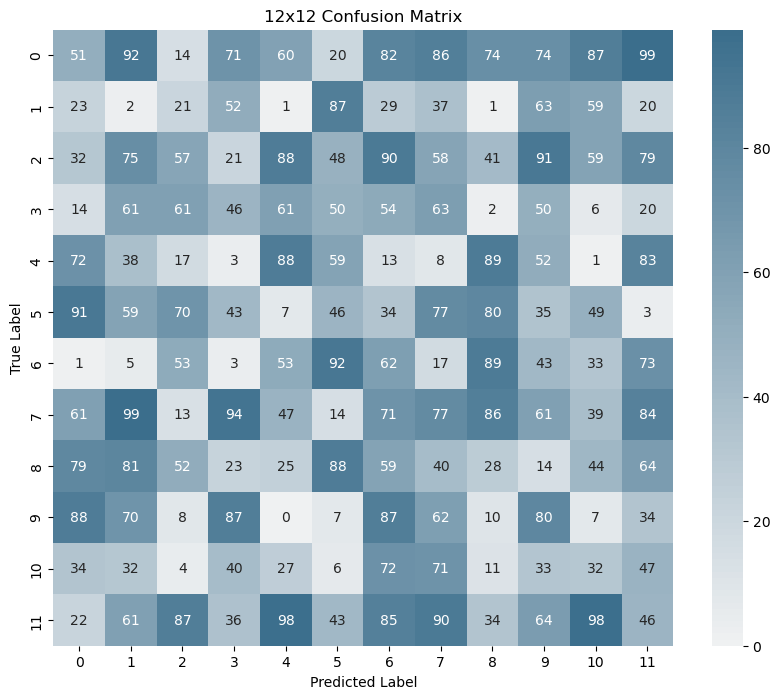 12x12 Confusion Matrix
0 51 92 14 71 60 20 82 86 74 74 87 99
1 23 2 21 52 1 87 29 37 1 63 59 20
2 32 75 57 21 88 48 90 58 41 91 59 79
3 14 61 61 46 61 50 54 63 2 50 6 20
4 72 38 17 3 88 59 13 8 89 52 1 83
5 91 59 70 43 7 46 34 77 80 35 49 3
6 1 5 53 3 53 92 62 17 89 43 33 73
7 61 99 13 94 47 14 71 77 86 61 39 84
8 79 81 52 23 25 88 59 40 28 14 44 64
9 88 70 8 87 0 7 87 62 10 80 7 34
10 34 32 4 40 27 6 72 71 11 33 32 47
11 22 61 87 36 98 43 85 90 34 64 98 46
0 1 2 3 4 5 6 7 8 9 10 11
Predicted Label
True Label
80
60
40
20
0